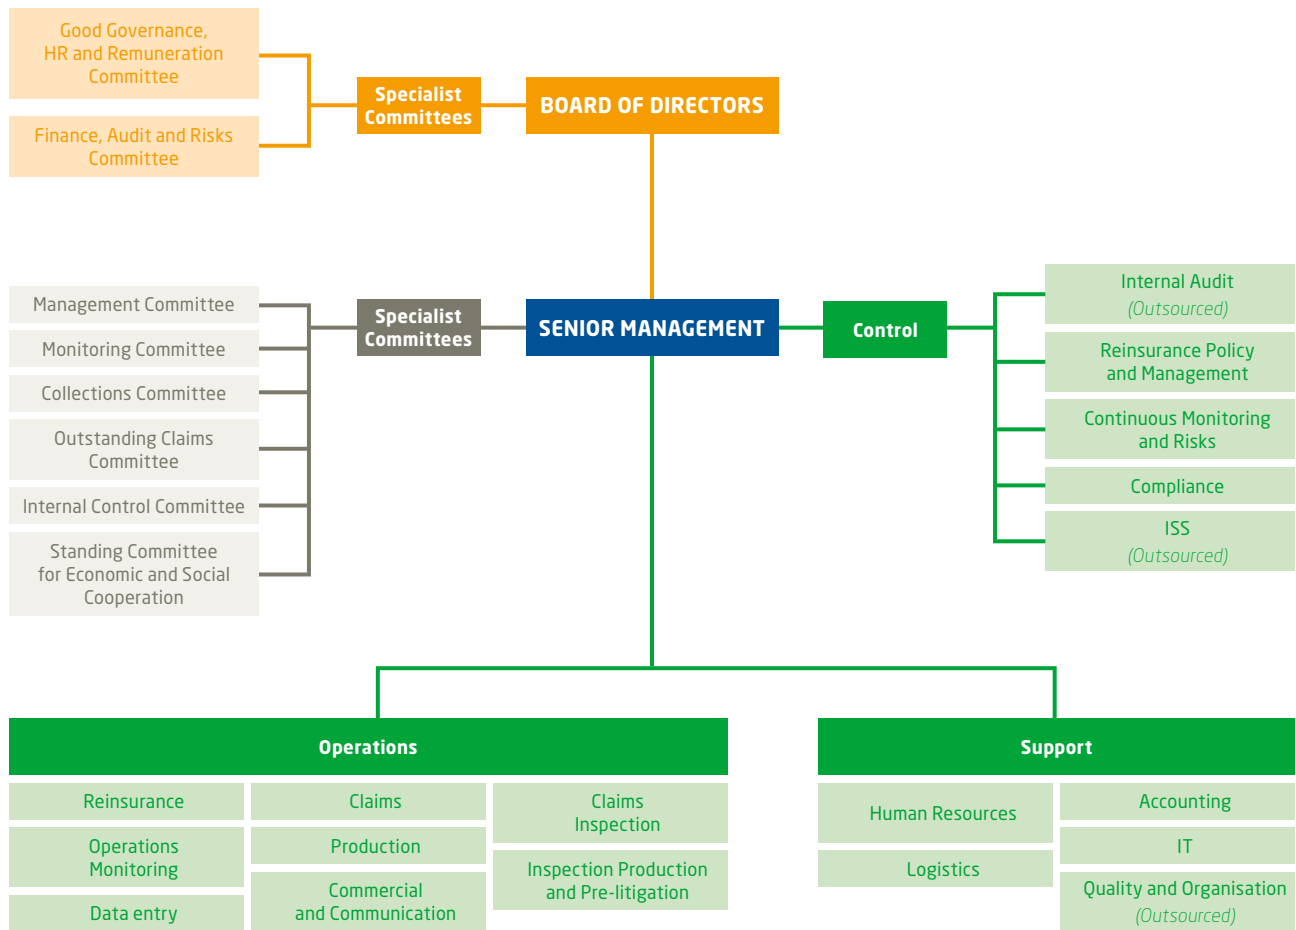 Good Governance,
HR and Remuneration
Committee
Finance, Audit and Risks
Committee
Specialist
Committees
BOARD OF DIRECTORS
Management Committee
Monitoring Committee
Collections Committee
Outstanding Claims
Committee
Internal Control Committee
Standing Committee
for Economic and Social
Cooperation
Specialist
Committees
SENIOR MANAGEMENT
Control
Internal Audit
(Outsourced)
Reinsurance Policy
and Management
Continuous Monitoring
and Risks
Compliance
ISS
(Outsourced)
Operations
Reinsurance
Operations
Monitoring
Data entry
Claims
Production
Commercial
and Communication
Claims
Inspection
Inspection Production
and Pre-litigation
Support
Human Resources
Logistics
Accounting
IT
Quality and Organisation
(Outsourced)